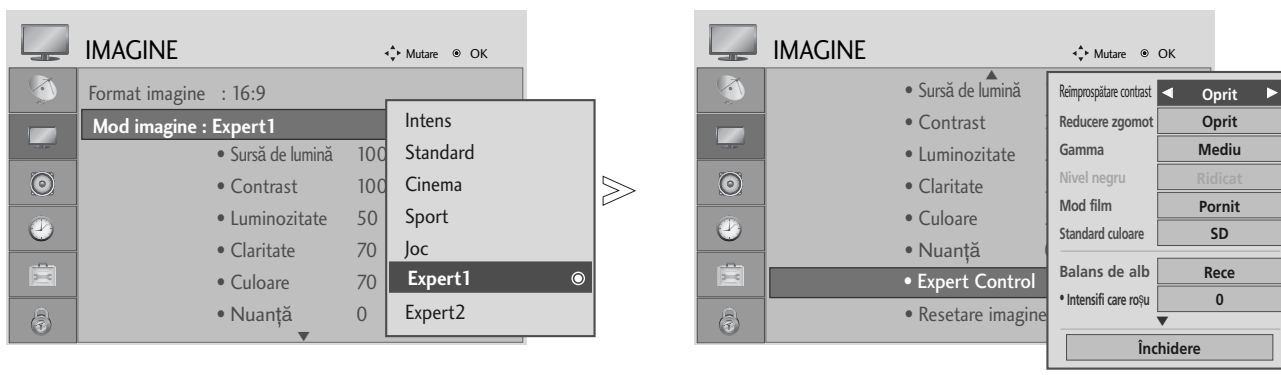 IMAGINE
Mutare OK
Format imagine : 16:9
Mod imagine : Expert1
• Sursă de lumină 100
• Contrast 100
• Luminozitate 50
• Claritate 70
• Culoare 70
• Nuanță 0
Intens
Standard
Cinema
Sport
Joc
Expert1
Expert2
IMAGINE
Mutare OK
• Sursă de lumină
• Contrast
• Luminozitate
• Claritate
• Culoare
• Nuanță
• Expert Control
• Resetare imagine
Reîmprospătare contrast Oprit
Reducere zgomot Oprit
Gamma Mediu
Nivel negru Ridicat
Mod film Pornit
Standard culoare SD
Balans de alb Rece
• Intensifi care roșu 0
Închidere